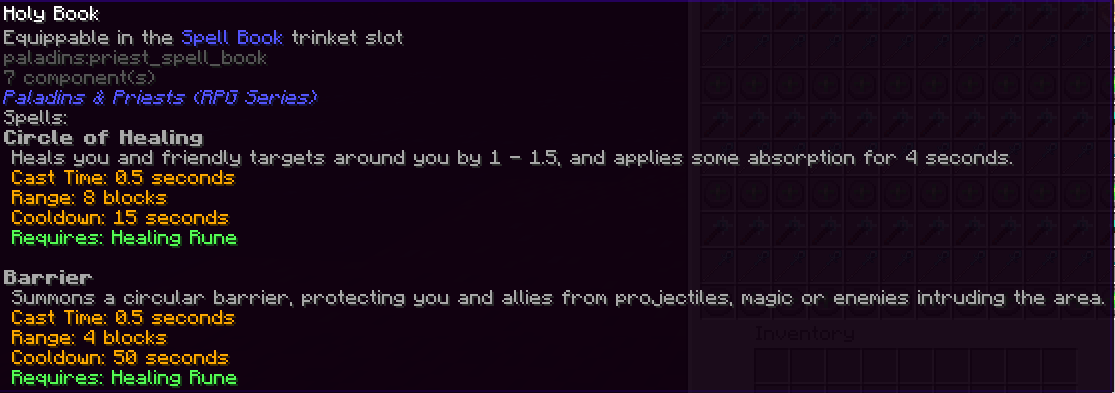 Holy Book
Equippable in the Spell Book trinket slot
paladins:priest_spell_book
7 component(s)
Paladins & Priests (RPG Series)
Spells:
Circle of Healing
Heals you and friendly targets around you by 1 - 1.5, and applies some absorption for 4 seconds.
Cast Time: 0.5 seconds
Range: 8 blocks
Cooldown: 15 seconds
Requires: Healing Rune
Barrier
Summons a circular barrier, protecting you and allies from projectiles, magic or enemies intruding the area.
Cast Time: 0.5 seconds
Range: 4 blocks
Inventory
Cooldown: 50 seconds
Requires: Healing Rune